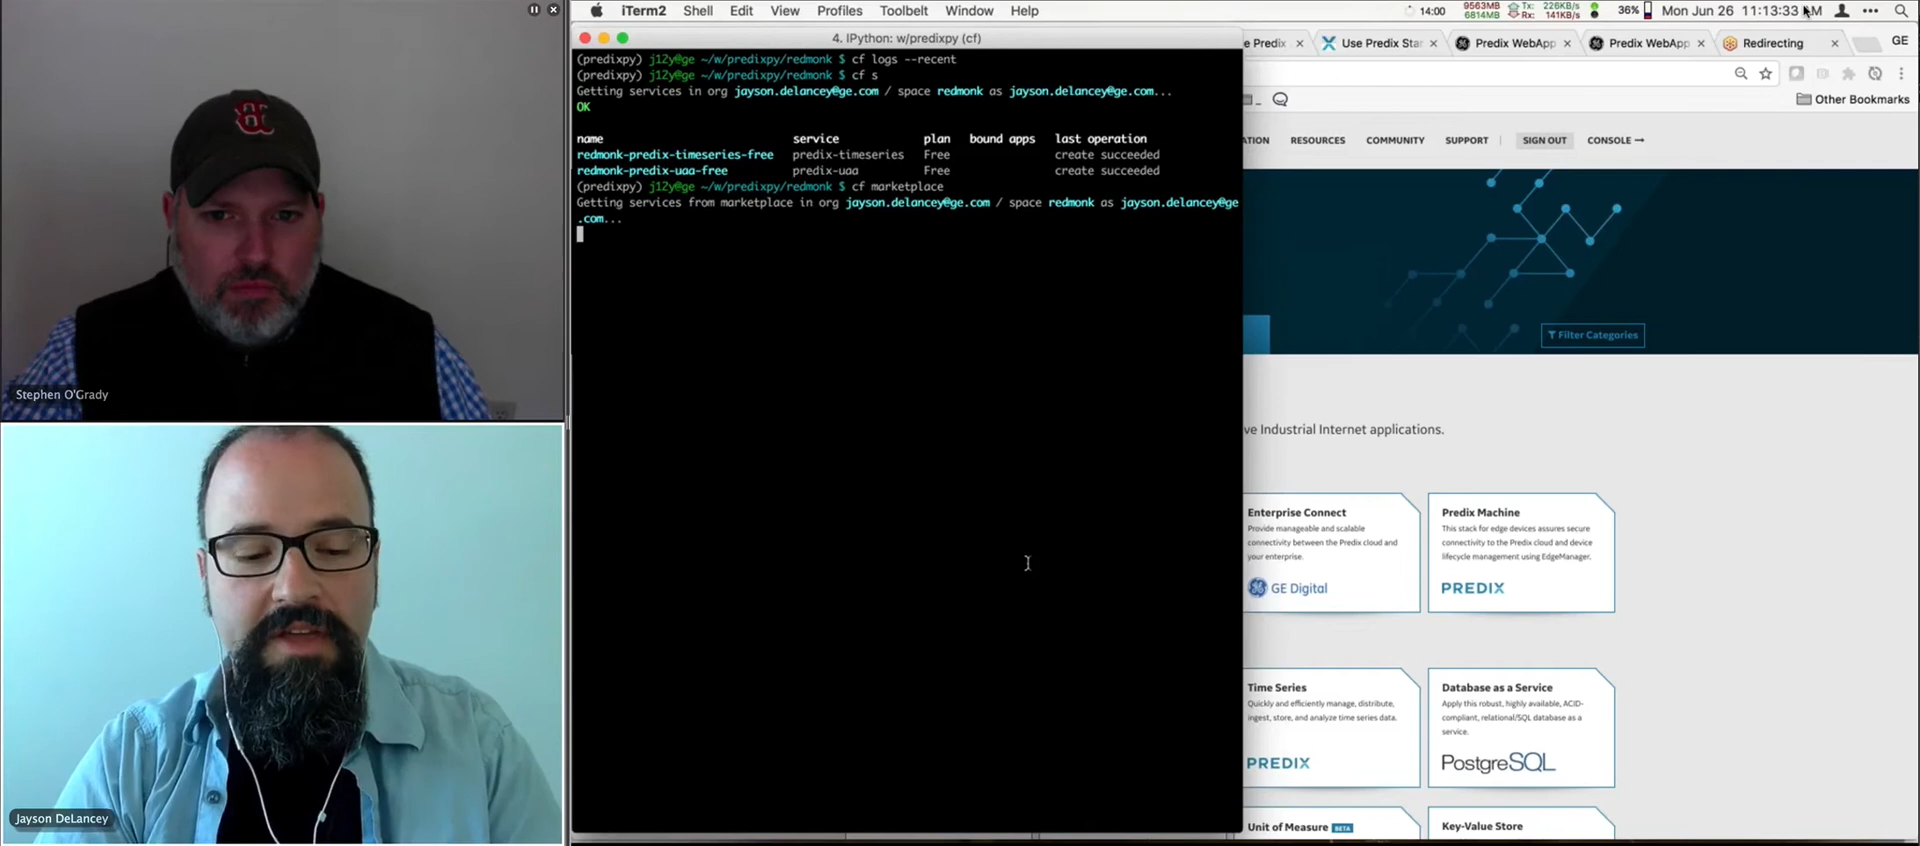 iTerm2 Shell Edit View Profiles Toolbelt Window Help
14:00 9563MB 6814MB Tx: 226KB/s Rx: 141KB/s 36% Mon Jun 26 11:13:33
4. IPython: w/predixpy (cf)
(predixpy) j12y@ge ~/w/predixpy/redmonk $ cf logs --recent
(predixpy) j12y@ge ~/w/predixpy/redmonk $ cf s
Getting services in org jayson.delancey@ge.com / space redmonk as jayson.delancey@ge.com...
OK
name service plan bound apps last operation
redmonk-predix-timeseries-free predix-timeseries Free create succeeded
redmonk-predix-uaa-free predix-uaa Free create succeeded
(predixpy) j12y@ge ~/w/predixpy/redmonk $ cf marketplace
Getting services from marketplace in org jayson.delancey@ge.com / space redmonk as jayson.delancey@ge
.com...
e Predix Use Predix Star Predix WebApp Predix WebApp Redirecting GE
Other Bookmarks
ATION RESOURCES COMMUNITY SUPPORT SIGN OUT CONSOLE
Filter Categories
ve Industrial Internet applications.
Enterprise Connect
Provide manageable and scalable
connectivity between the Predix cloud and
your enterprise.
GE Digital
Predix Machine
This stack for edge devices assures secure
connectivity to the Predix cloud and device
lifecycle management using EdgeManager.
PREDIX
Time Series
Quickly and efficiently manage, distribute,
ingest, store, and analyze time series data.
PREDIX
Database as a Service
Apply this robust, highly available, ACID-
compliant, relational/SQL database as a
service.
PostgreSQL
Unit of Measure BETA
Key-Value Store
Stephen O'Grady
Jayson DeLancey